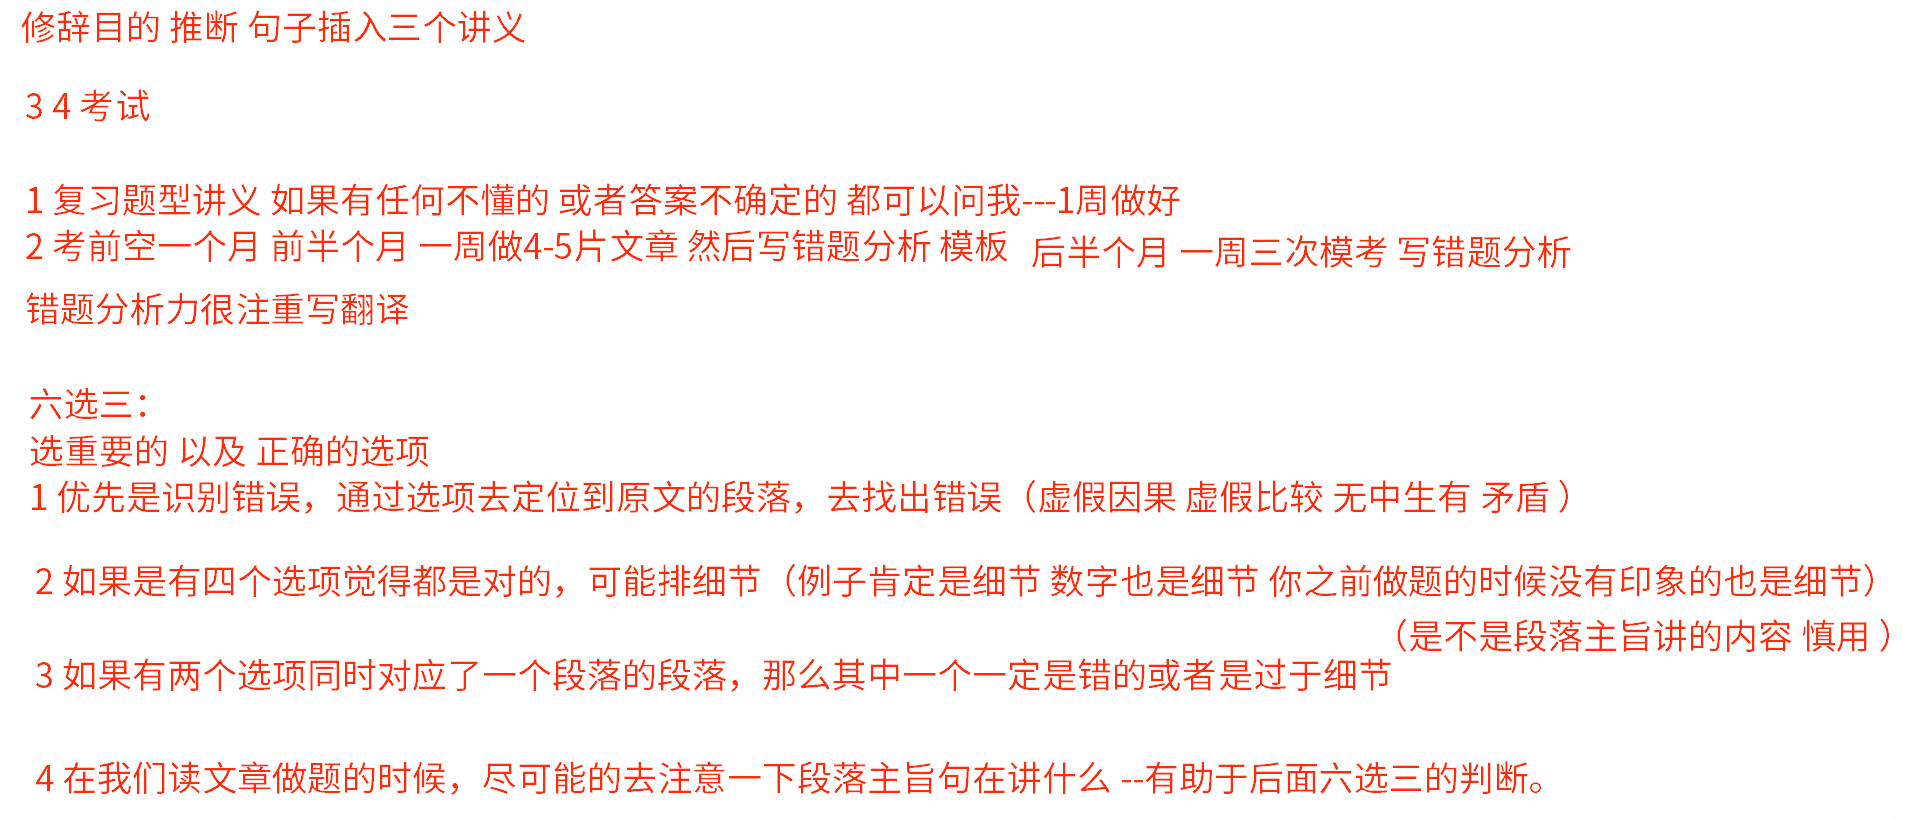 修辞目的 推断 句子插入三个讲义
3 4 考试
1 复习题型讲义 如果有任何不懂的 或者答案不确定的 都可以问我---1周做好
2 考前空一个月 前半个月 一周做4-5片文章 然后写错题分析 模板 后半个月 一周三次模考 写错题分析
错题分析力很注重写翻译
六选三：
选重要的 以及 正确的选项
1 优先是识别错误，通过选项去定位到原文的段落，去找出错误（虚假因果 虚假比较 无中生有 矛盾 ）
2 如果是有四个选项觉得都是对的，可能排细节（例子肯定是细节 数字也是细节 你之前做题的时候没有印象的也是细节）
（是不是段落主旨讲的内容 慎用 ）
3 如果有两个选项同时对应了一个段落的段落，那么其中一个一定是错的或者是过于细节
4 在我们读文章做题的时候，尽可能的去注意一下段落主旨句在讲什么 --有助于后面六选三的判断。